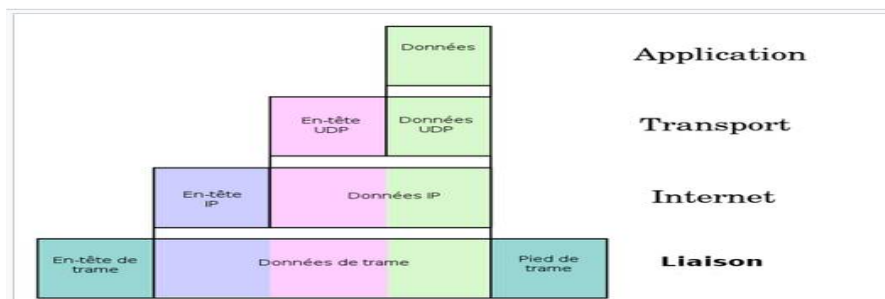 Données
Application
En-tête
UDP
Données
UDP
Transport
En-tête
IP
Données IP
Internet
En-tête de
trame
Données de trame
Pied de
trame
Liaison